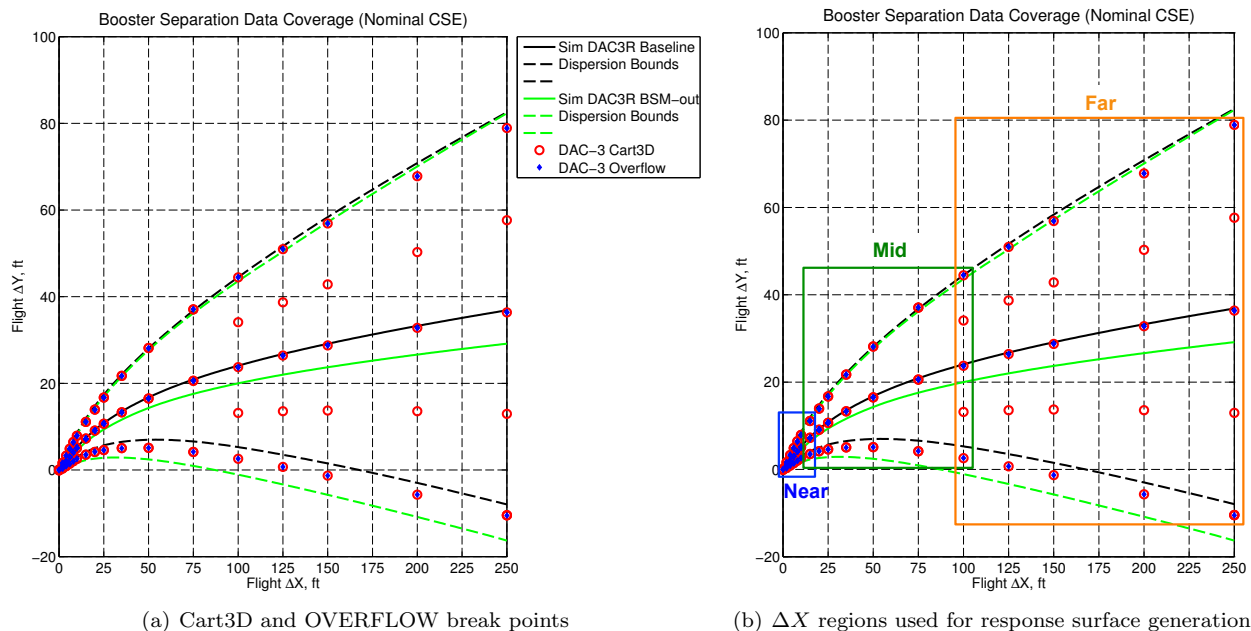 Booster Separation Data Coverage (Nominal CSE)
100
80
60
40
20
0
−20
Flight ΔY, ft
0 25 50 75 100 125 150 175 200 225 250
Flight ΔX, ft
Sim DAC3R Baseline
Dispersion Bounds
Sim DAC3R BSM−out
Dispersion Bounds
DAC−3 Cart3D
DAC−3 Overflow
(a) Cart3D and OVERFLOW break points
Booster Separation Data Coverage (Nominal CSE)
100
80
60
40
20
0
−20
Flight ΔY, ft
Far
Mid
Near
0 25 50 75 100 125 150 175 200 225 250
Flight ΔX, ft
(b) ΔX regions used for response surface generation